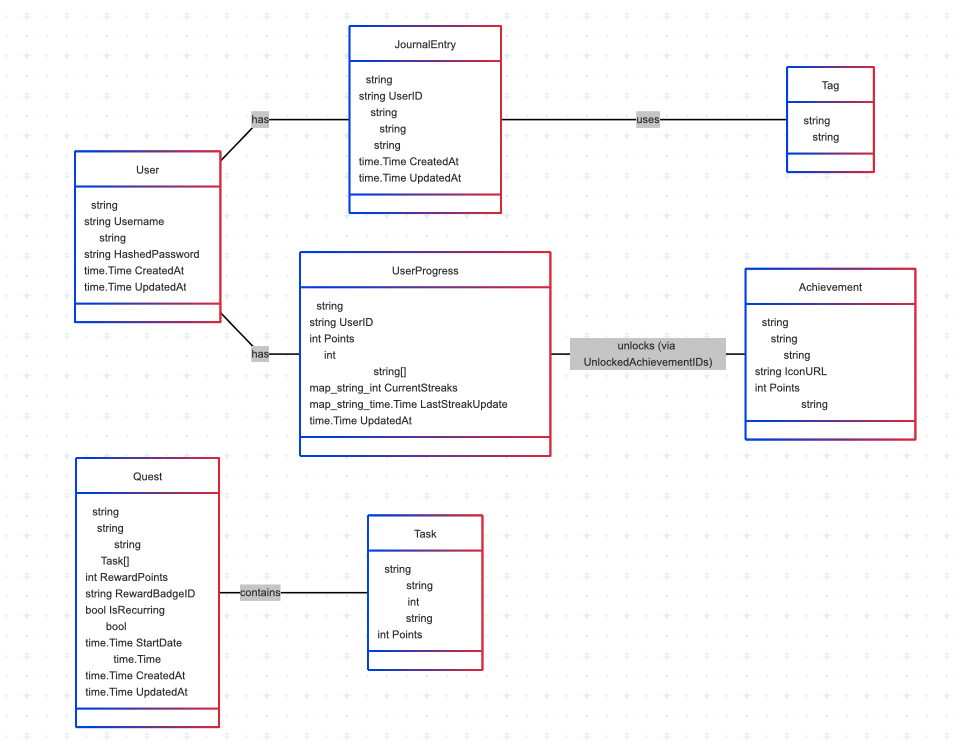 JournalEntry
string
string UserID
string
string
string
time.Time CreatedAt
time.Time UpdatedAt
Tag
string
string
has
uses
User
string
string Username
string
string HashedPassword
time.Time CreatedAt
time.Time UpdatedAt
has
UserProgress
string
string UserID
int Points
int
string[]
map_string_int CurrentStreaks
map_string_time.Time LastStreakUpdate
time.Time UpdatedAt
unlocks (via
UnlockedAchievementIDs)
Achievement
string
string
string
string IconURL
int Points
string
Quest
string
string
string
Task[]
int RewardPoints
string RewardBadgeID
bool IsRecurring
bool
time.Time StartDate
time.Time
time.Time CreatedAt
time.Time UpdatedAt
contains
Task
string
string
int
string
int Points